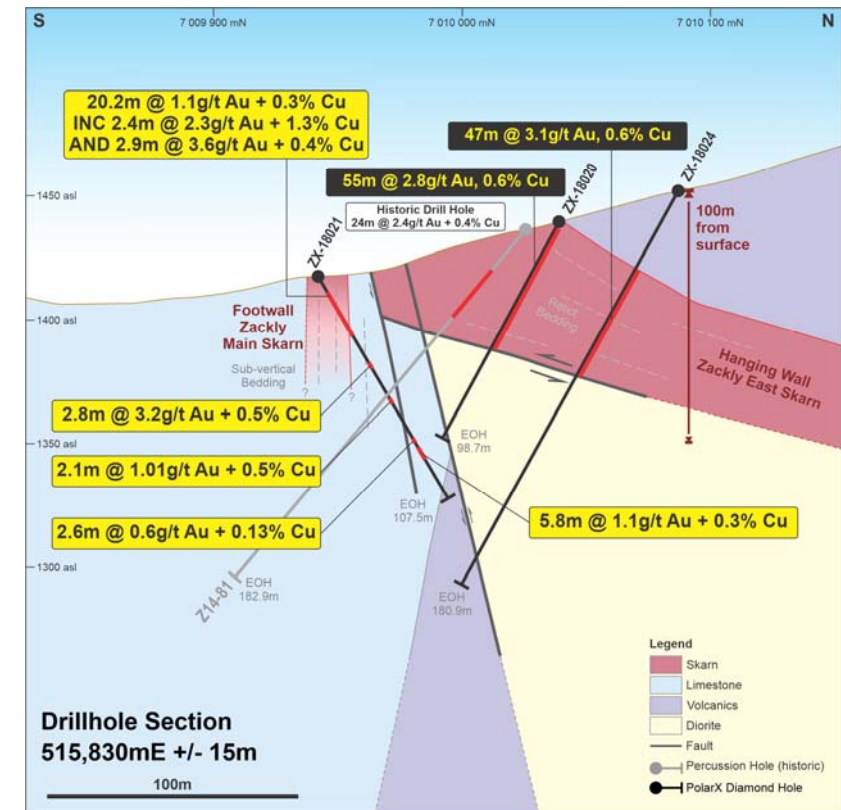 S
7 009 900 mN
7 010 000 mN
7 010 100 mN
N
20.2m @ 1.1g/t Au + 0.3% Cu
INC 2.4m @ 2.3g/t Au + 1.3% Cu
AND 2.9m @ 3.6g/t Au + 0.4% Cu
47m @ 3.1g/t Au, 0.6% Cu
55m @ 2.8g/t Au, 0.6% Cu
Historic Drill Hole
24m @ 2.4g/t Au + 0.4% Cu
ZX-18021
ZX-18020
ZX-18024
1450 asl
100m
from
surface
1400 asl
Footwall
Zackly
Main Skarn
Sub-vertical
Bedding
?
?
Relict
Bedding
Hanging Wall
Zackly East Skarn
2.8m @ 3.2g/t Au + 0.5% Cu
1350 asl
EOH
98.7m
2.1m @ 1.01g/t Au + 0.5% Cu
EOH
107.5m
2.6m @ 0.6g/t Au + 0.13% Cu
5.8m @ 1.1g/t Au + 0.3% Cu
1300 asl
Z14-81
EOH
182.9m
EOH
180.9m
Legend
Skarn
Limestone
Volcanics
Diorite
Fault
Percussion Hole (historic)
PolarX Diamond Hole
Drillhole Section
515,830mE +/- 15m
100m